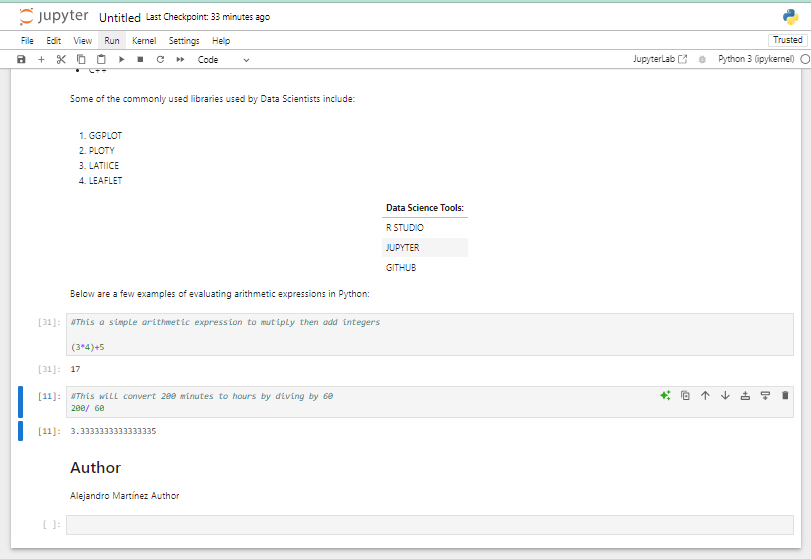 jupyter Untitled Last Checkpoint: 33 minutes ago
File Edit View Run Kernel Settings Help Trusted
Code JupyterLab Python 3 (ipykernel)
C++
Some of the commonly used libraries used by Data Scientists include:
1. GGPLOT
2. PLOTY
3. LATIICE
4. LEAFLET
Data Science Tools:
R STUDIO
JUPYTER
GITHUB
Below are a few examples of evaluating arithmetic expressions in Python:
[31]: #This a simple arithmetic expression to mutiply then add integers
(3*4)+5
[31]: 17
[11]: #This will convert 200 minutes to hours by diving by 60
200/ 60
[11]: 3.3333333333333335
Author
Alejandro Martínez Author
[ ]: